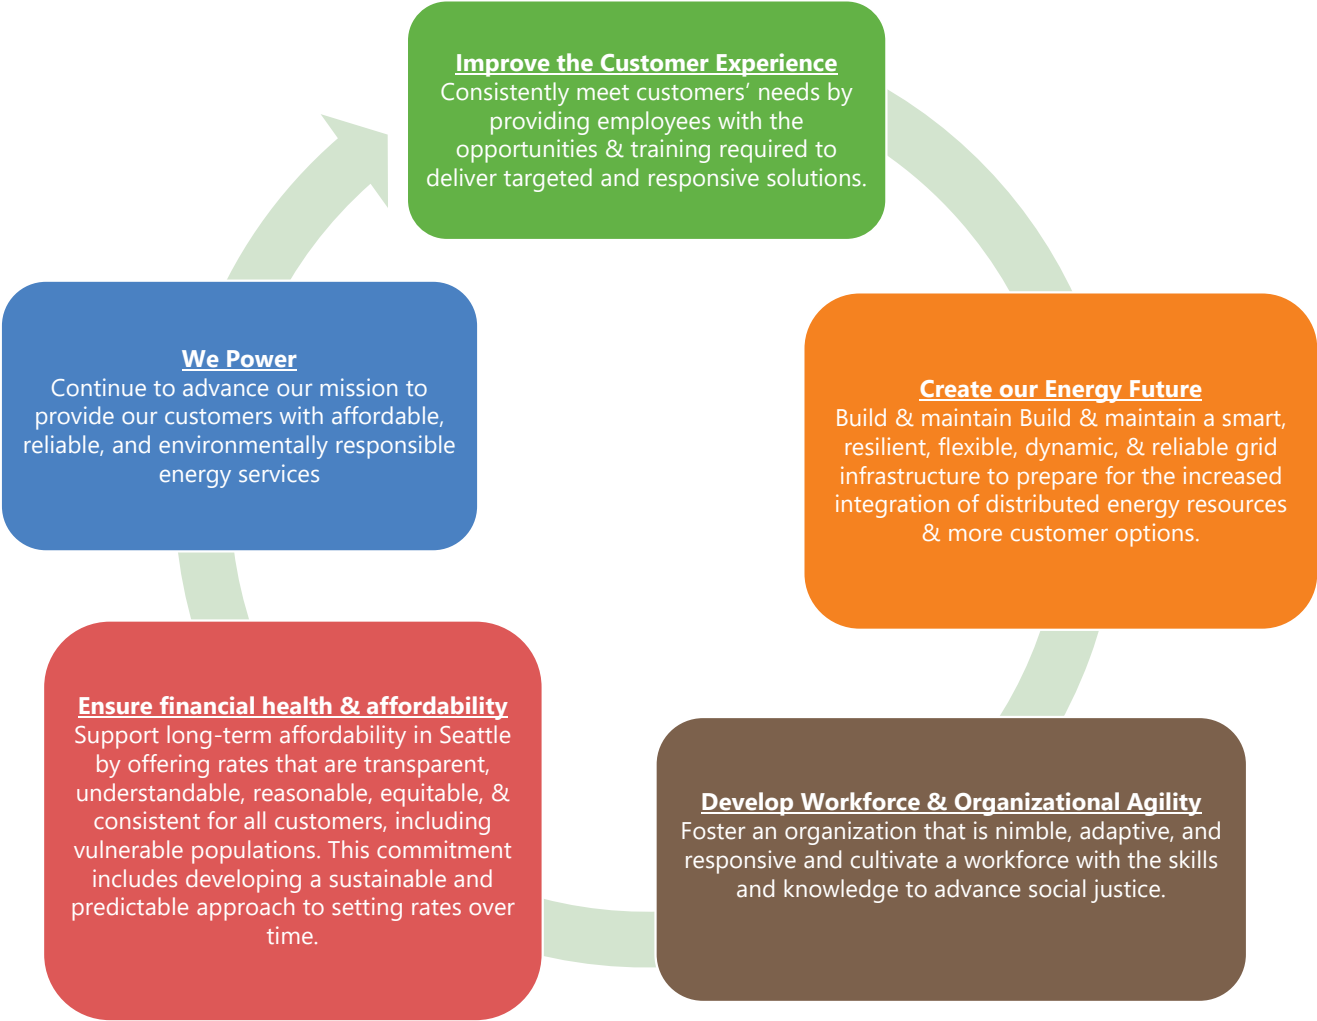 Improve the Customer Experience
Consistently meet customers’ needs by
providing employees with the
opportunities & training required to
deliver targeted and responsive solutions.
Create our Energy Future
Build & maintain Build & maintain a smart,
resilient, flexible, dynamic, & reliable grid
infrastructure to prepare for the increased
integration of distributed energy resources
& more customer options.
Develop Workforce & Organizational Agility
Foster an organization that is nimble, adaptive, and
responsive and cultivate a workforce with the skills
and knowledge to advance social justice.
Ensure financial health & affordability
Support long-term affordability in Seattle
by offering rates that are transparent,
understandable, reasonable, equitable, &
consistent for all customers, including
vulnerable populations. This commitment
includes developing a sustainable and
predictable approach to setting rates over
time.
We Power
Continue to advance our mission to
provide our customers with affordable,
reliable, and environmentally responsible
energy services